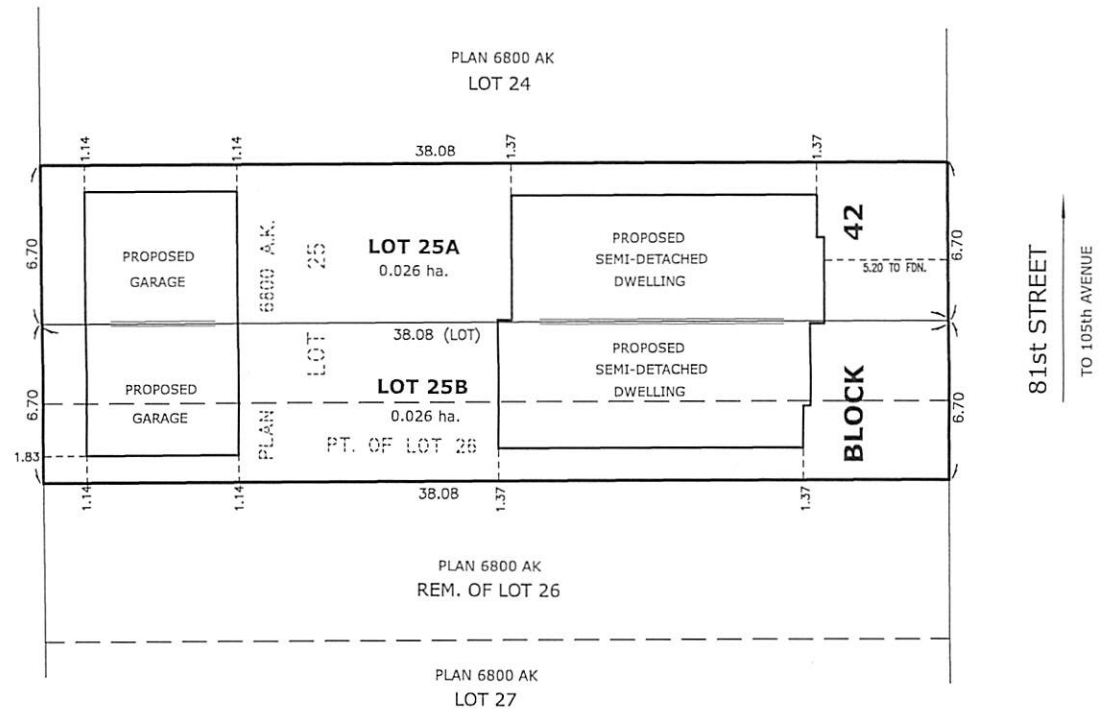 PLAN 6800 AK
LOT 24
1.14
1.14
38.08
1.37
1.37
6.70
PROPOSED
GARAGE
6800 A.K.
25
LOT 25A
0.026 ha.
PROPOSED
SEMI-DETACHED
DWELLING
42
5.20 TO FDN.
6.70
81st STREET
TO 105th AVENUE
38.08 (LOT)
LOT
6.70
PROPOSED
GARAGE
PLAN
LOT 25B
0.026 ha.
PT. OF LOT 26
PROPOSED
SEMI-DETACHED
DWELLING
BLOCK
6.70
1.83
1.14
1.14
38.08
1.37
1.37
PLAN 6800 AK
REM. OF LOT 26
PLAN 6800 AK
LOT 27